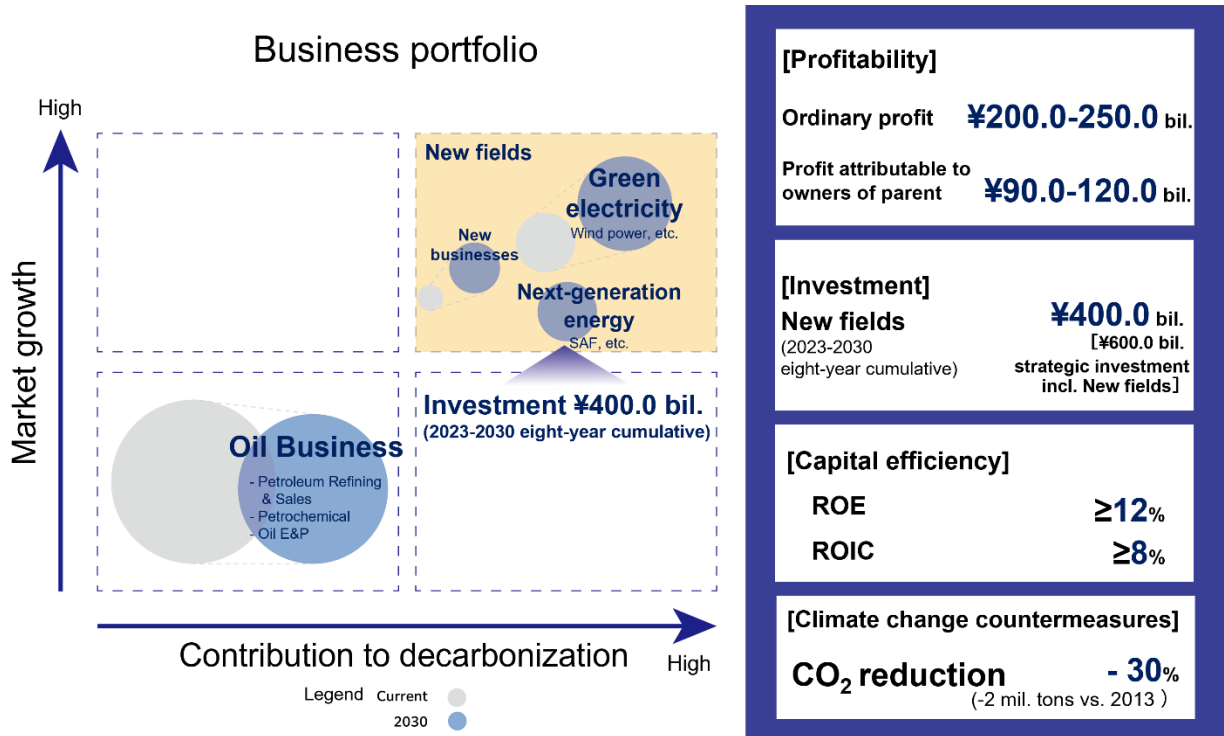 Business portfolio
High
Market growth
New fields
Green
electricity
Wind power, etc.
New
businesses
Next-generation
energy
SAF, etc.
Investment ¥400.0 bil.
(2023-2030 eight-year cumulative)
Oil Business
- Petroleum Refining
& Sales
- Petrochemical
- Oil E&P
Contribution to decarbonization
High
Legend Current
2030
[Profitability]
Ordinary profit ¥200.0-250.0 bil.
Profit attributable to
owners of parent ¥90.0-120.0 bil.
[Investment]
New fields ¥400.0 bil.
(2023-2030
eight-year cumulative)
[¥600.0 bil.
strategic investment
incl. New fields]
[Capital efficiency]
ROE ≥12%
ROIC ≥8%
[Climate change countermeasures]
CO₂ reduction - 30%
(-2 mil. tons vs. 2013 )